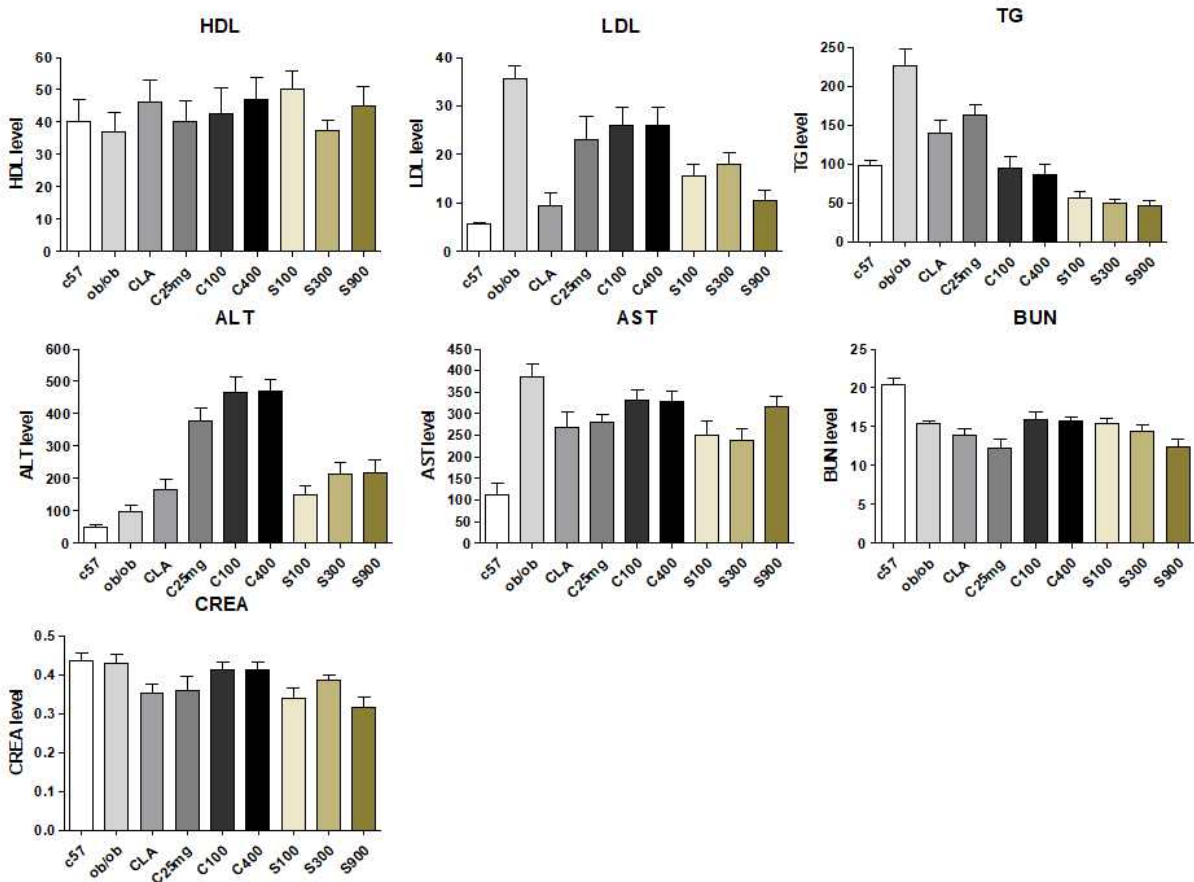 HDL
HDL level
60
50
40
30
20
10
0
c57
ob/ob
CLA
C25mg
C100
C400
S100
S300
S900
LDL
LDL level
40
30
20
10
0
c57
ob/ob
CLA
C25mg
C100
C400
S100
S300
S900
TG
TG level
250
200
150
100
50
0
c57
ob/ob
CLA
C25mg
C100
C400
S100
S300
S900
ALT
ALT level
600
500
400
300
200
100
0
c57
ob/ob
CLA
C25mg
C100
C400
S100
S300
S900
AST
AST level
450
400
350
300
250
200
150
100
50
0
c57
ob/ob
CLA
C25mg
C100
C400
S100
S300
S900
BUN
BUN level
25
20
15
10
5
0
c57
ob/ob
CLA
C25mg
C100
C400
S100
S300
S900
CREA
CREA level
0.5
0.4
0.3
0.2
0.1
0.0
c57
ob/ob
CLA
C25mg
C100
C400
S100
S300
S900